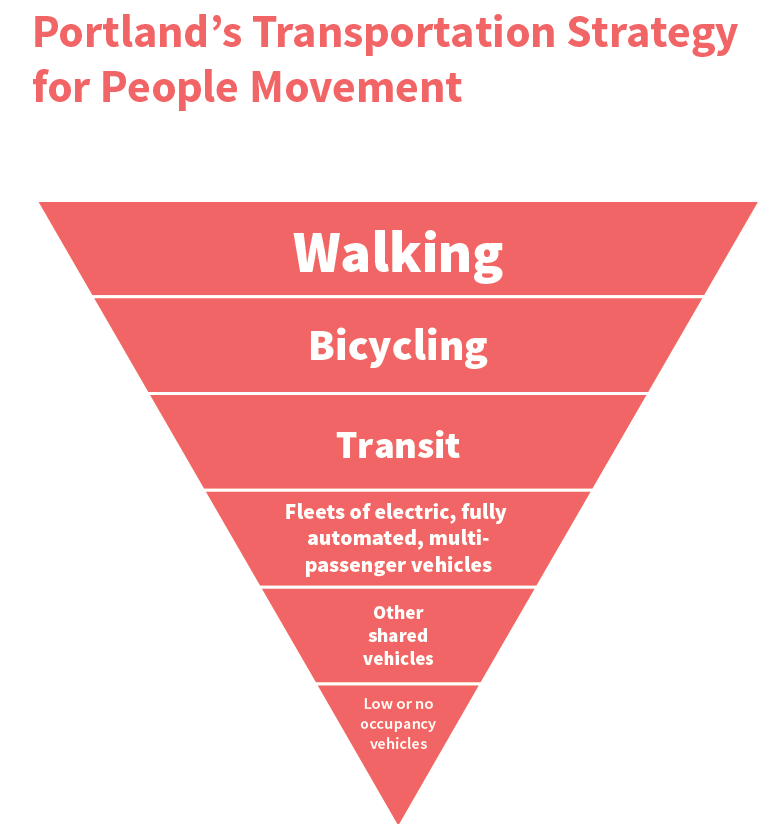 Portland’s Transportation Strategy
for People Movement
Walking
Bicycling
Transit
Fleets of electric, fully
automated, multi-
passenger vehicles
Other
shared
vehicles
Low or no
occupancy
vehicles